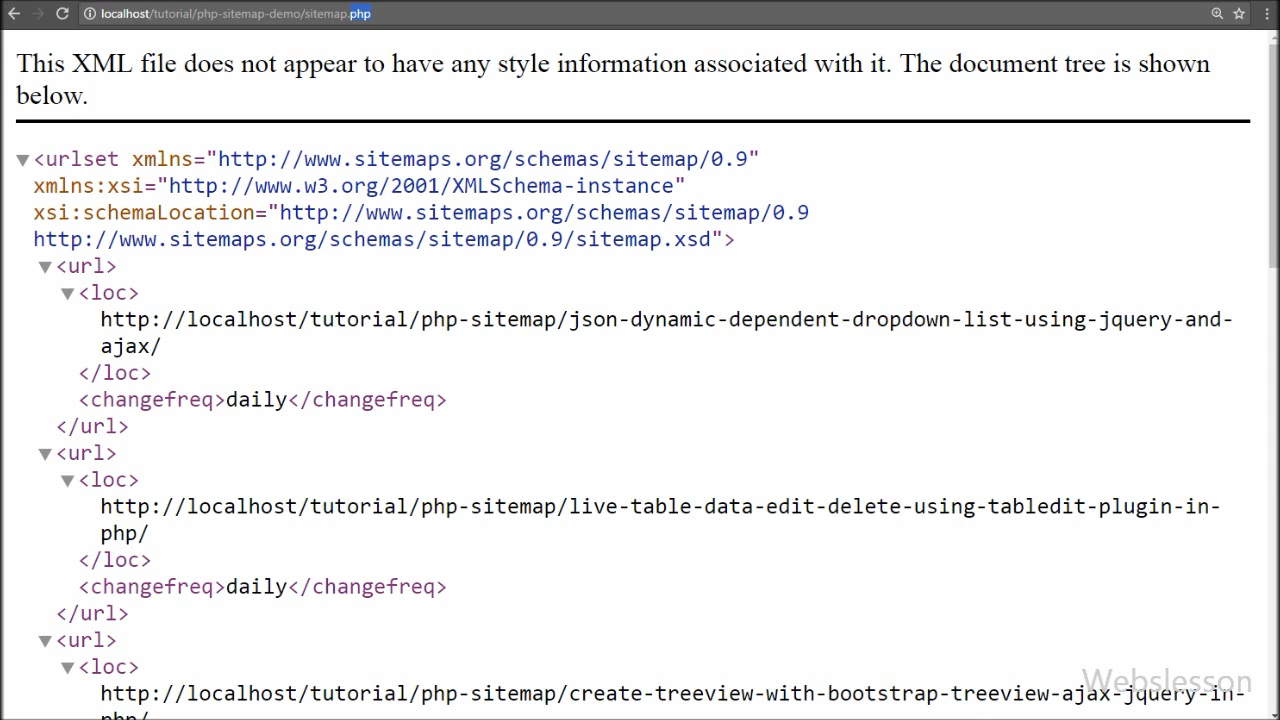 localhost/tutorial/php-sitemap-demo/sitemap.php
This XML file does not appear to have any style information associated with it. The document tree is shown
below.
<urlset xmlns="http://www.sitemaps.org/schemas/sitemap/0.9"
xmlns:xsi="http://www.w3.org/2001/XMLSchema-instance"
xsi:schemaLocation="http://www.sitemaps.org/schemas/sitemap/0.9
http://www.sitemaps.org/schemas/sitemap/0.9/sitemap.xsd">
<url>
<loc>
http://localhost/tutorial/php-sitemap/json-dynamic-dependent-dropdown-list-using-jquery-and-
ajax/
</loc>
<changefreq>daily</changefreq>
</url>
<url>
<loc>
http://localhost/tutorial/php-sitemap/live-table-data-edit-delete-using-tabledit-plugin-in-
php/
</loc>
<changefreq>daily</changefreq>
</url>
<url>
<loc>
http://localhost/tutorial/php-sitemap/create-treeview-with-bootstrap-treeview-ajax-jquery-in-
php/
Webslesson